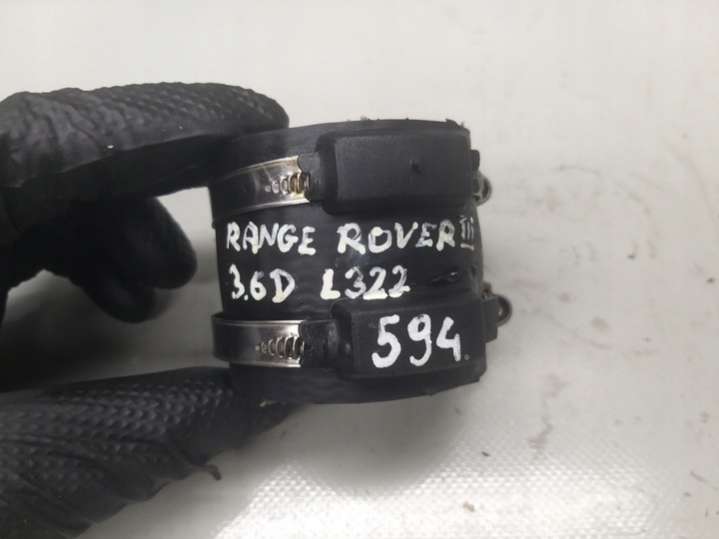 RANGE ROVER III
3.6D L322
594